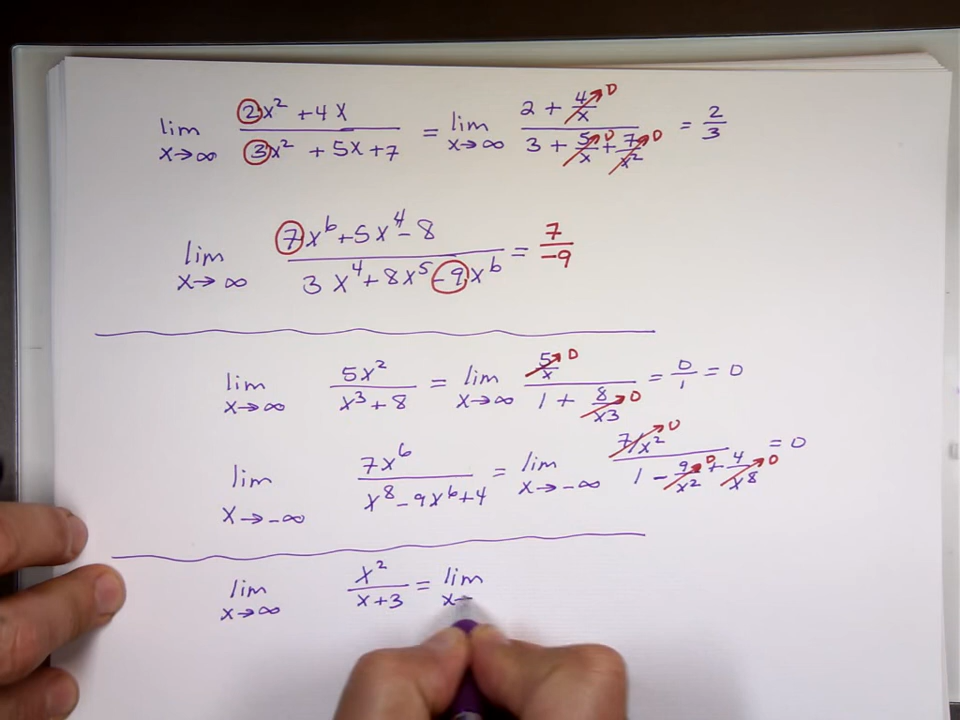 lim x→∞ (2x² + 4x)/(3x² + 5x + 7) = lim x→∞ (2 + 4/x → 0)/(3 + 5/x → 0 + 7/x² → 0) = 2/3
lim x→∞ (7x⁶ + 5x⁴ - 8)/(3x⁴ + 8x⁵ - 9x⁶) = 7/-9
lim x→∞ 5x²/(x³ + 8) = lim x→∞ (5/x → 0)/(1 + 8/x3 → 0) = 0/1 = 0
lim x→-∞ 7x⁶/(x⁸ - 9x⁶ + 4) = lim x→-∞ (7/x² → 0)/(1 - 9/x² → 0 + 4/x⁸ → 0) = 0
lim x→∞ x²/(x + 3) = lim x→